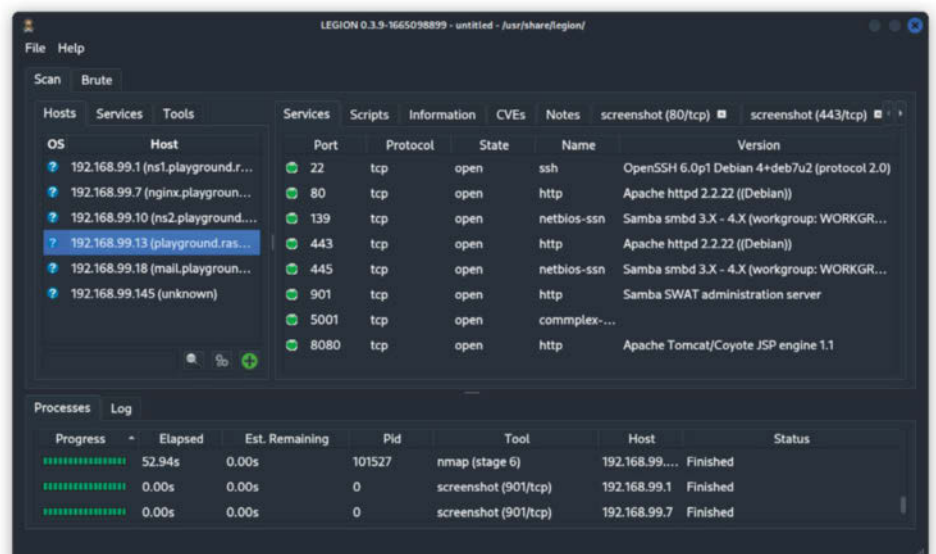 LEGION 0.3.9-1665098899 - untitled - /usr/share/legion/
File Help
Scan Brute
Hosts Services Tools
OS Host
192.168.99.1 (ns1.playground.r...
192.168.99.7 (nginx.playgroun...
192.168.99.10 (ns2.playground....
192.168.99.13 (playground.ras...
192.168.99.18 (mail.playgroun...
192.168.99.145 (unknown)
Services Scripts Information CVEs Notes screenshot (80/tcp) screenshot (443/tcp)
Port Protocol State Name Version
22 tcp open ssh OpenSSH 6.0p1 Debian 4+deb7u2 (protocol 2.0)
80 tcp open http Apache httpd 2.2.22 ((Debian))
139 tcp open netbios-ssn Samba smbd 3.X - 4.X (workgroup: WORKGR...
443 tcp open http Apache httpd 2.2.22 ((Debian))
445 tcp open netbios-ssn Samba smbd 3.X - 4.X (workgroup: WORKGR...
901 tcp open http Samba SWAT administration server
5001 tcp open commplex-...
8080 tcp open http Apache Tomcat/Coyote JSP engine 1.1
Processes Log
Progress Elapsed Est. Remaining Pid Tool Host Status
52.94s 0.00s 101527 nmap (stage 6) 192.168.99.... Finished
0.00s 0.00s 0 screenshot (901/tcp) 192.168.99.1 Finished
0.00s 0.00s 0 screenshot (901/tcp) 192.168.99.7 Finished